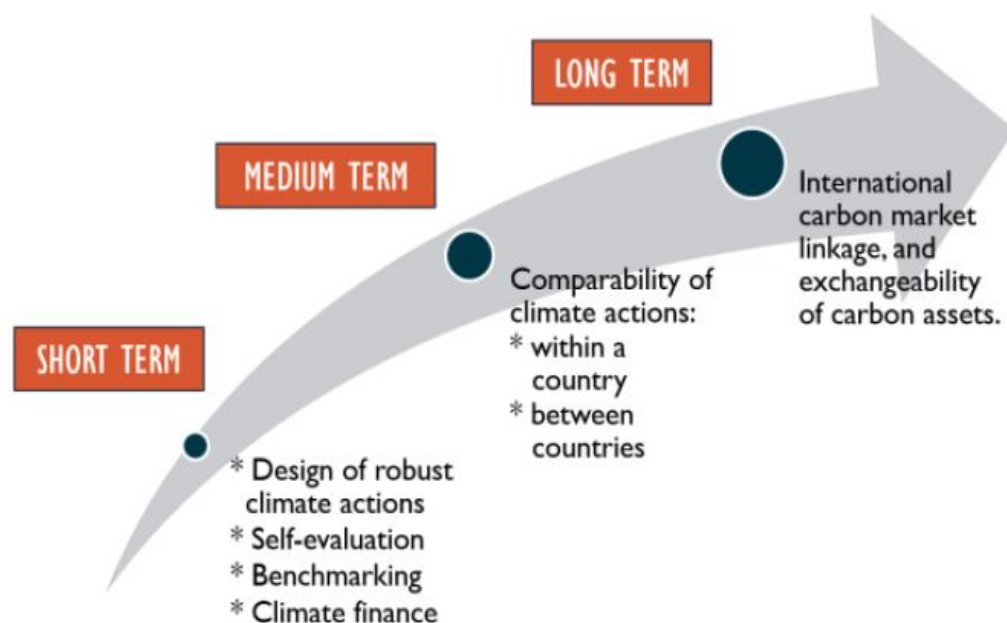 LONG TERM
MEDIUM TERM
SHORT TERM
International
carbon market
linkage, and
exchangeability
of carbon assets.
Comparability of
climate actions:
* within a
country
* between
countries
* Design of robust
climate actions
* Self-evaluation
* Benchmarking
* Climate finance